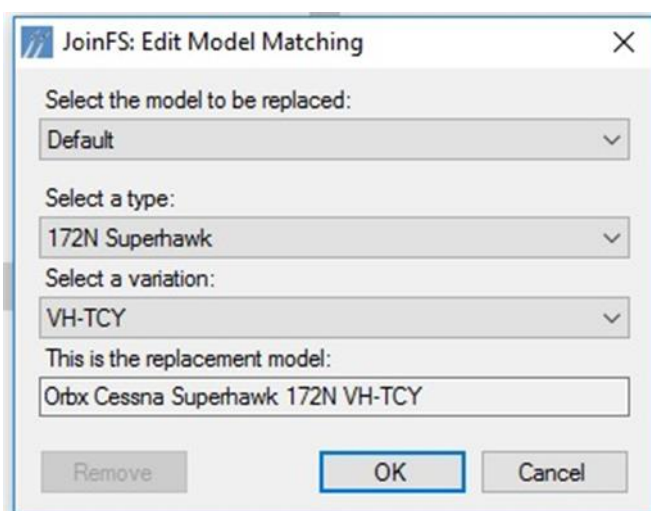 JoinFS: Edit Model Matching
Select the model to be replaced:
Default
Select a type:
172N Superhawk
Select a variation:
VH-TCY
This is the replacement model:
Orbx Cessna Superhawk 172N VH-TCY
Remove OK Cancel